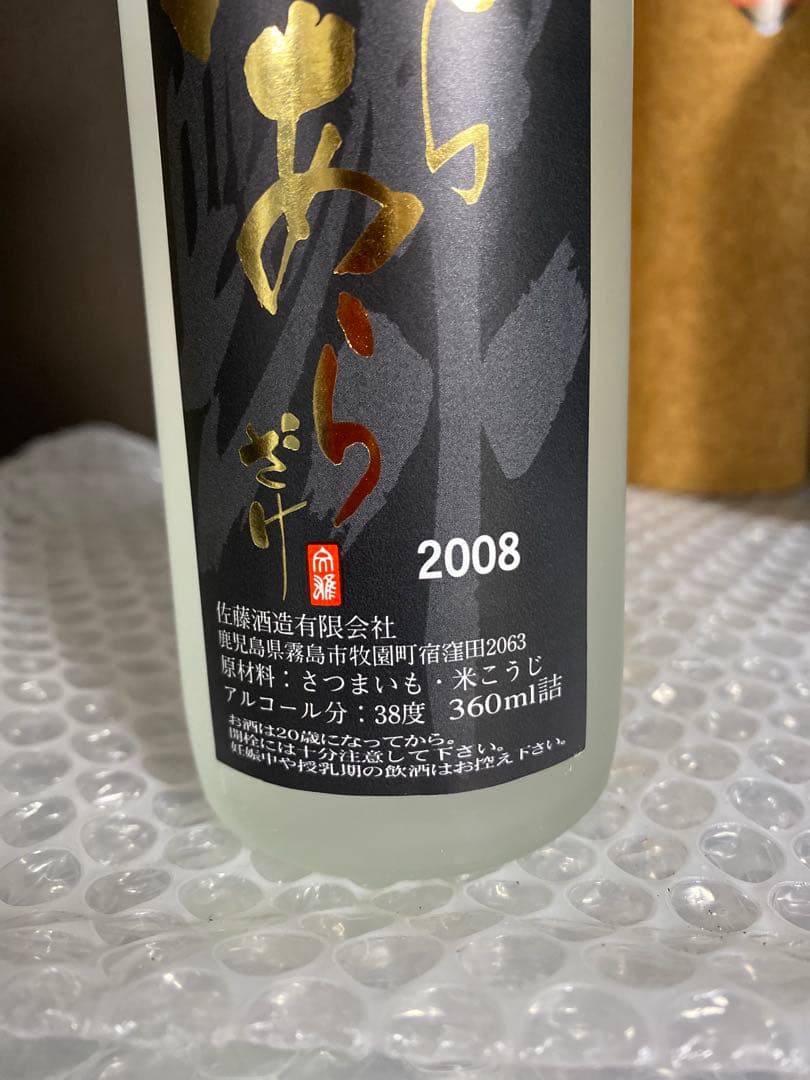 あらざけ
2008
佐藤酒造有限会社
鹿児島県霧島市牧園町宿窪田2063
原材料：さつまいも・米こうじ
アルコール分：38度 360ml詰
お酒は20歳になってから。
開栓には十分注意して下さい。
妊娠中や授乳期の飲酒はお控え下さい。